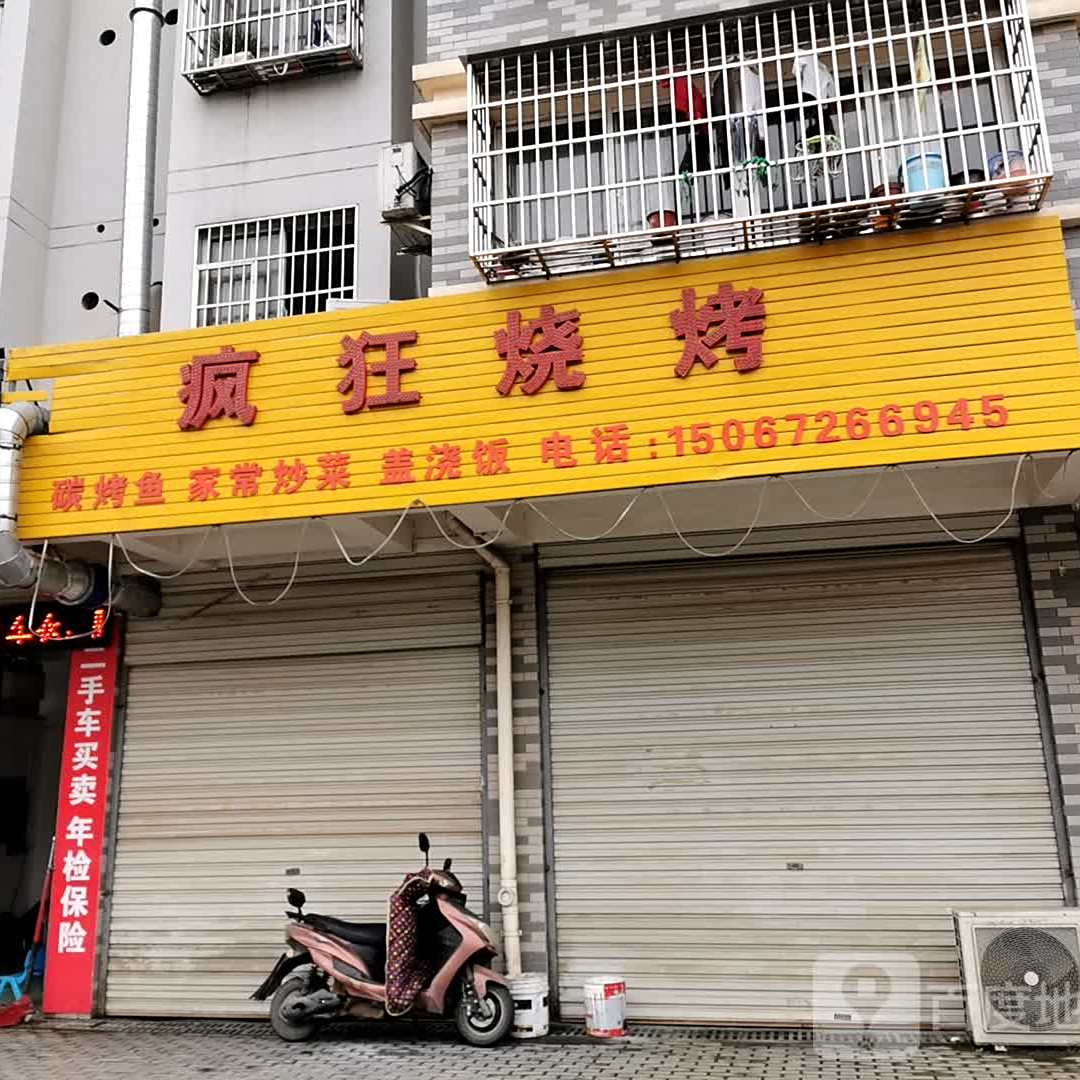 疯狂烧烤
碳烤鱼 家常炒菜 盖浇饭 电话:15067266945
二手车买卖 年检保险